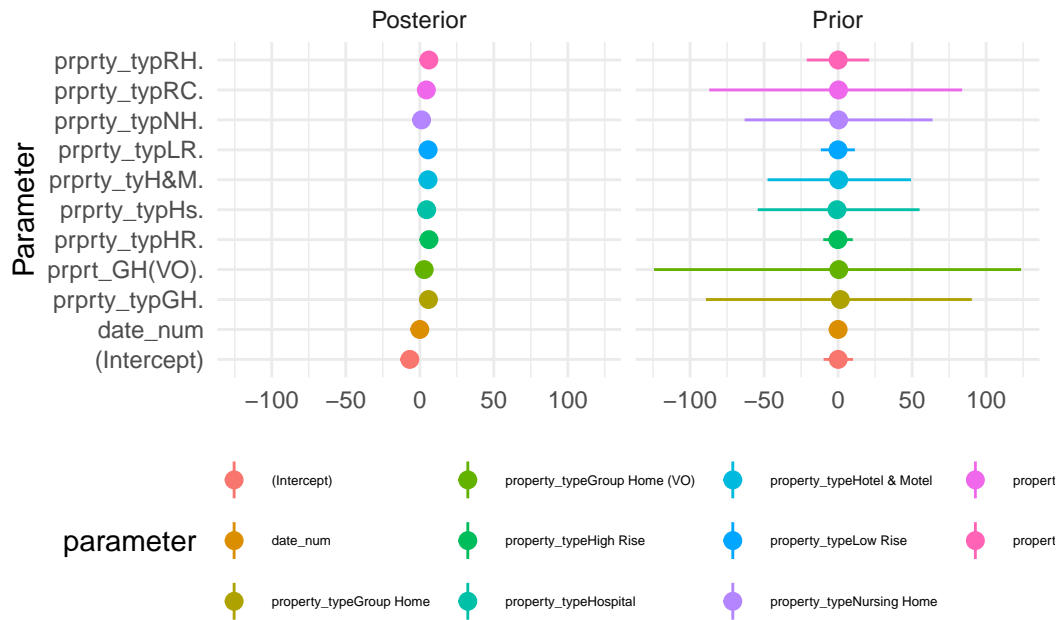 Posterior
Prior
Parameter
prprty_typRH.
prprty_typRC.
prprty_typNH.
prprty_typLR.
prprty_tyH&M.
prprty_typHs.
prprty_typHR.
prprt_GH(VO).
prprty_typGH.
date_num
(Intercept)
−100 −50 0 50 100
−100 −50 0 50 100
parameter
(Intercept)
date_num
property_typeGroup Home
property_typeGroup Home (VO)
property_typeHigh Rise
property_typeHospital
property_typeHotel & Motel
property_typeLow Rise
property_typeNursing Home
propert
propert